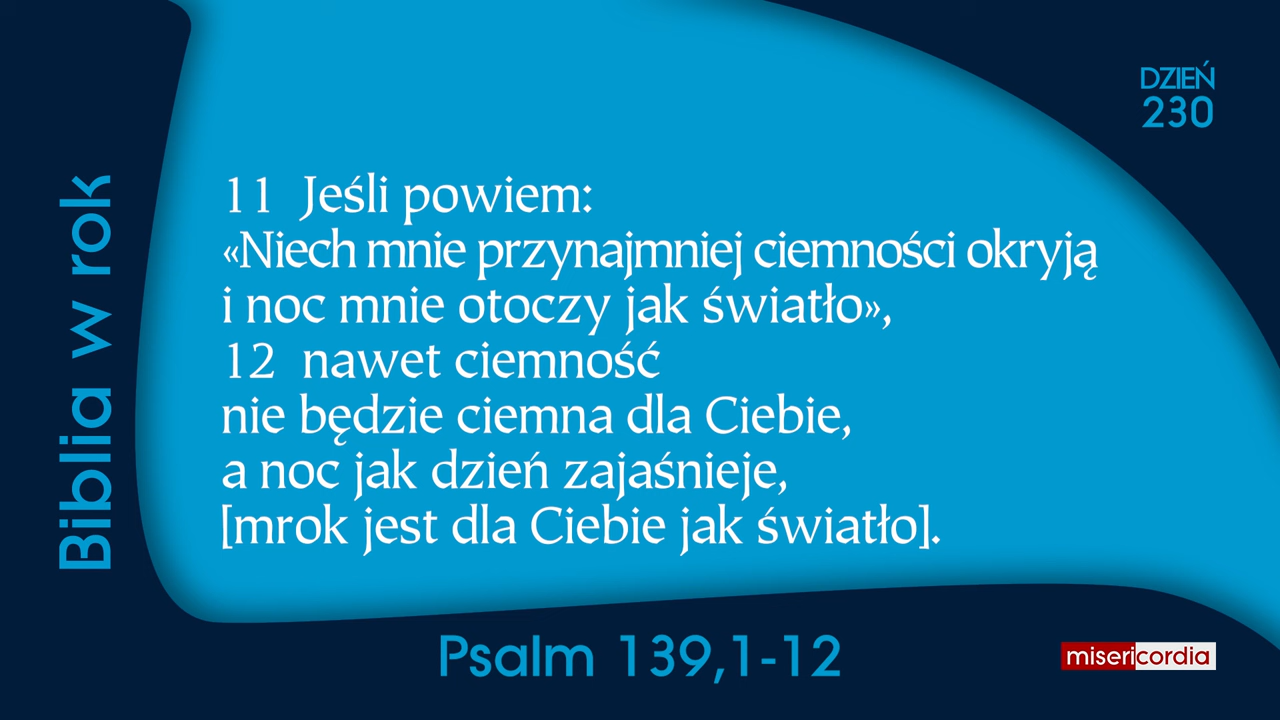 DZIEŃ
230
Biblia w rok
11 Jeśli powiem:
«Niech mnie przynajmniej ciemności okryją
i noc mnie otoczy jak światło»,
12 nawet ciemność
nie będzie ciemna dla Ciebie,
a noc jak dzień zajaśnieje,
[mrok jest dla Ciebie jak światło].
Psalm 139,1-12
misericordia